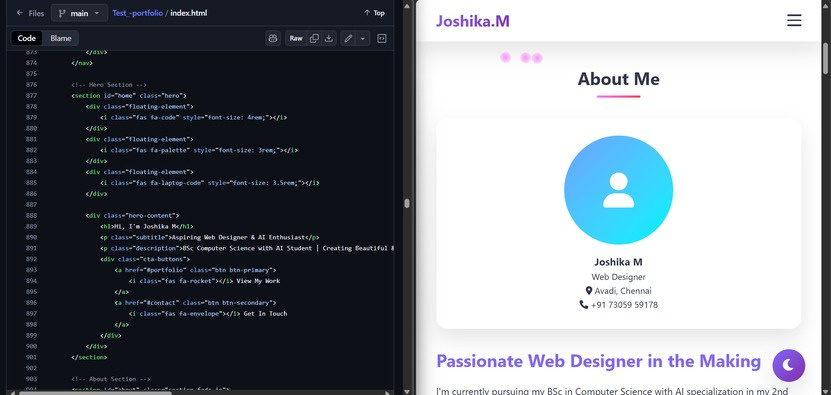 Files
main
Test_-portfolio / index.html
Top
Code
Blame
Raw
873 </div>
874 </nav>
875
876 <!-- Hero Section -->
877 <section id="home" class="hero">
878 <div class="floating-element">
879 <i class="fas fa-code" style="font-size: 4rem;"></i>
880 </div>
881 <div class="floating-element">
882 <i class="fas fa-palette" style="font-size: 3rem;"></i>
883 </div>
884 <div class="floating-element">
885 <i class="fas fa-laptop-code" style="font-size: 3.5rem;"></i>
886 </div>
887
888 <div class="hero-content">
889 <h1>Hi, I'm Joshika M</h1>
890 <p class="subtitle">Aspiring Web Designer & AI Enthusiast</p>
891 <p class="description">BSc Computer Science with AI Student | Creating Beautiful &
892 <div class="cta-buttons">
893 <a href="#portfolio" class="btn btn-primary">
894 <i class="fas fa-rocket"></i> View My Work
895 </a>
896 <a href="#contact" class="btn btn-secondary">
897 <i class="fas fa-envelope"></i> Get In Touch
898 </a>
899 </div>
900 </div>
901 </section>
902
903 <!-- About Section -->
Joshika.M
About Me
Joshika M
Web Designer
Avadi, Chennai
+91 73059 59178
Passionate Web Designer in the Making
I'm currently pursuing my BSc in Computer Science with AI specialization in my 2nd